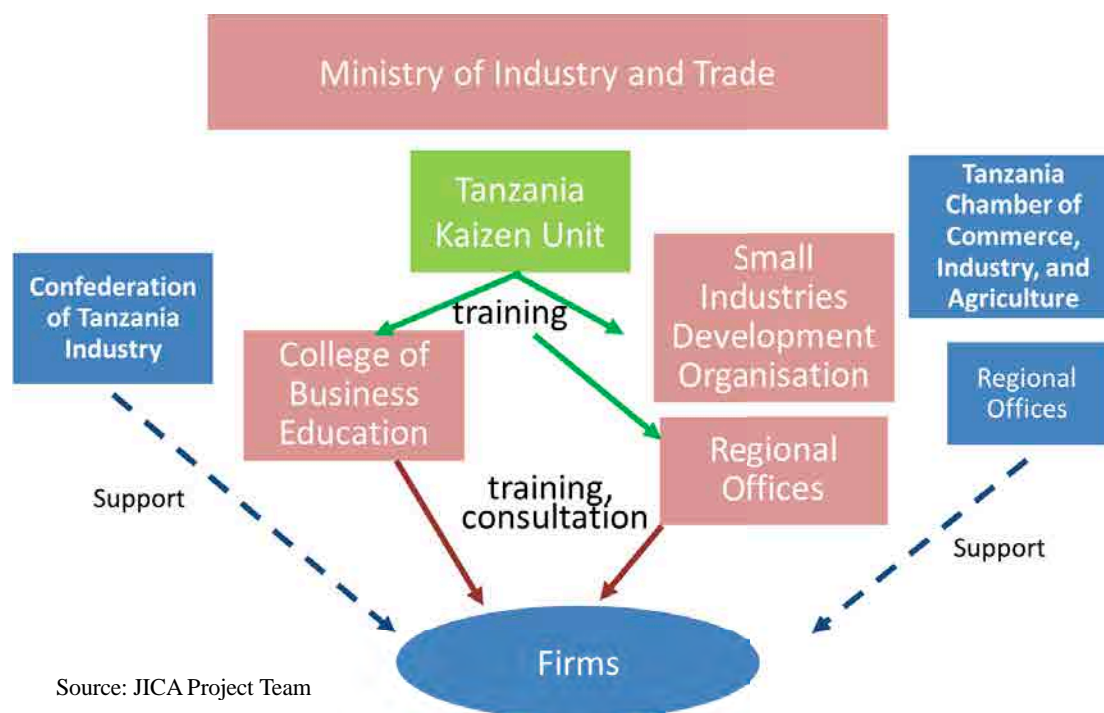 Ministry of Industry and Trade
Tanzania
Kaizen Unit
Tanzania
Chamber of
Commerce,
Industry, and
Agriculture
Small
Industries
Development
Organisation
Confederation
of Tanzania
Industry
training
College of
Business
Education
Regional
Offices
Regional
Offices
training,
consultation
Support
Support
Firms
Source: JICA Project Team